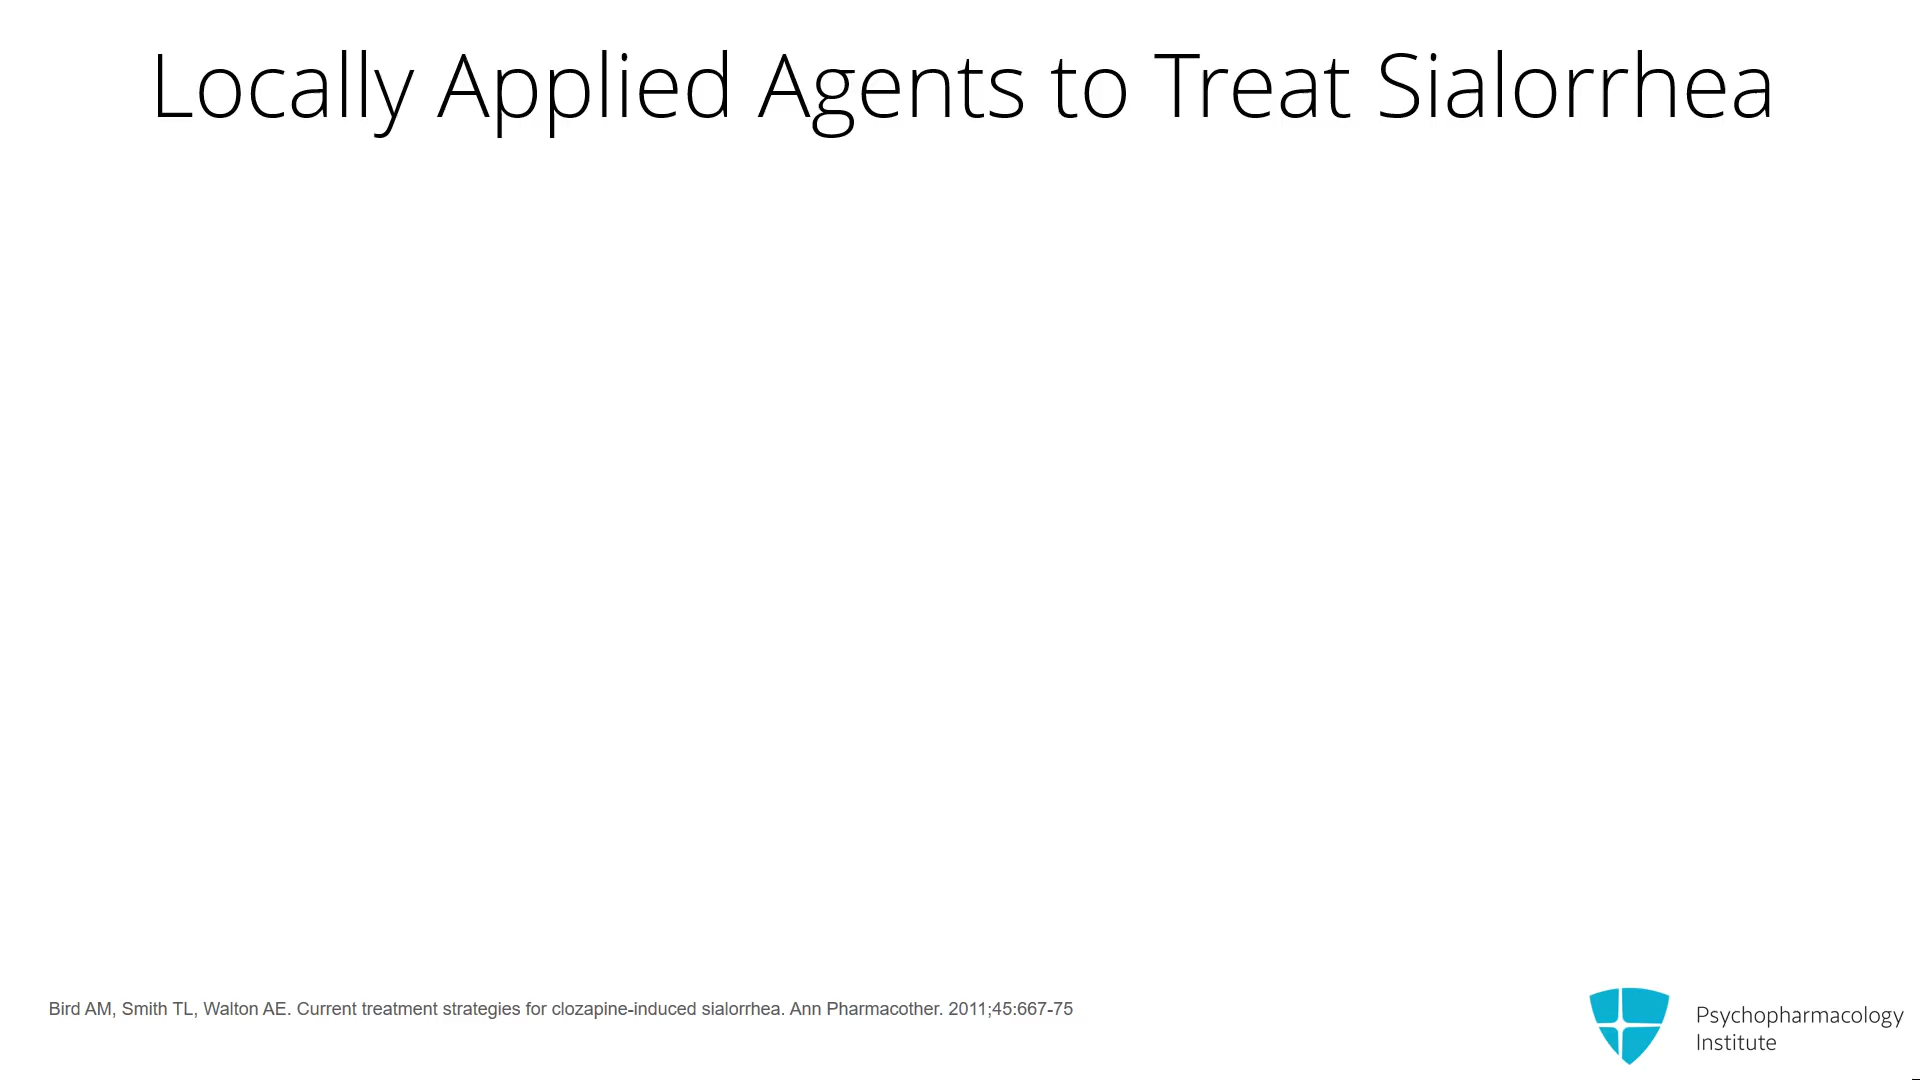 Locally Applied Agents to Treat Sialorrhea
Bird AM, Smith TL, Walton AE. Current treatment strategies for clozapine-induced sialorrhea. Ann Pharmacother. 2011;45:667-75
Psychopharmacology
Institute